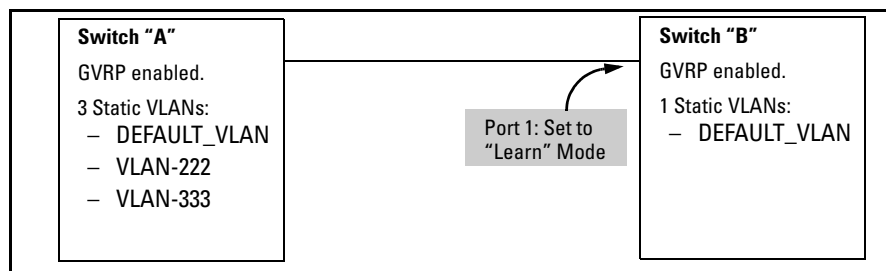 Switch “A”
GVRP enabled.
3 Static VLANs:
– DEFAULT_VLAN
– VLAN-222
– VLAN-333
Port 1: Set to
“Learn” Mode
Switch “B”
GVRP enabled.
1 Static VLANs:
– DEFAULT_VLAN